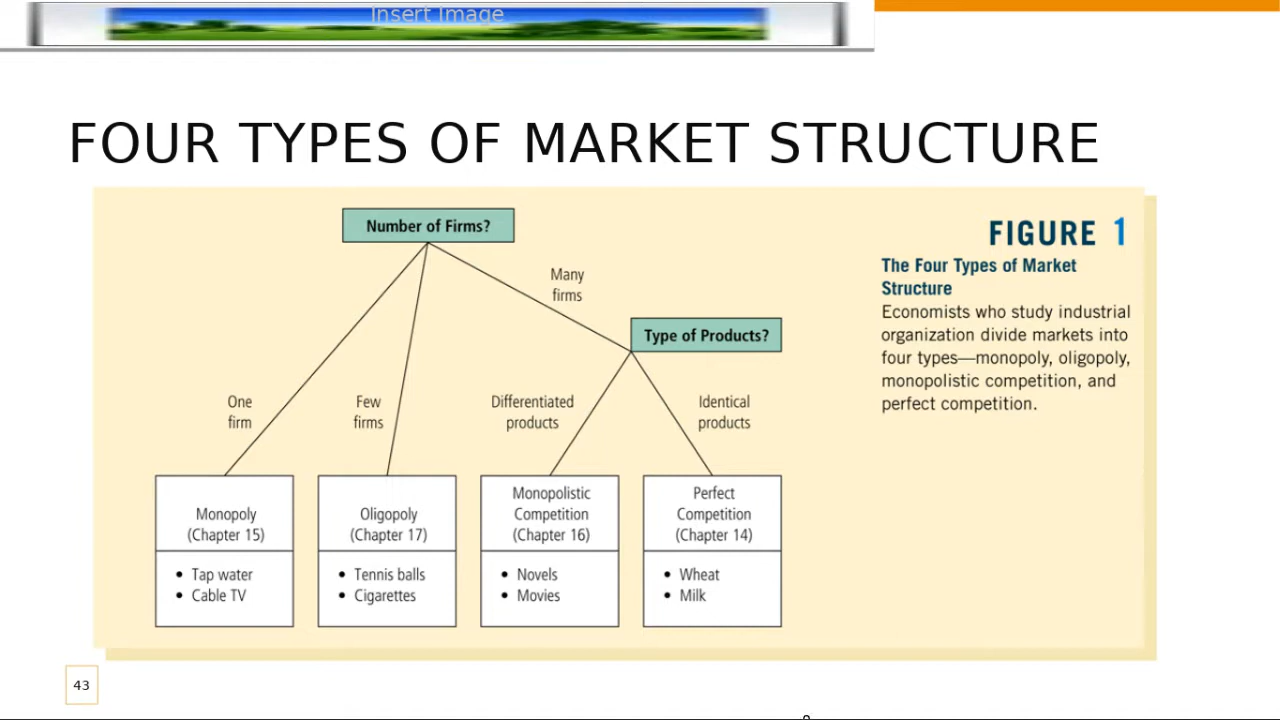 Insert Image
FOUR TYPES OF MARKET STRUCTURE
Number of Firms?
Many
firms
Type of Products?
One
firm
Few
firms
Differentiated
products
Identical
products
Monopoly
(Chapter 15)
• Tap water
• Cable TV
Oligopoly
(Chapter 17)
• Tennis balls
• Cigarettes
Monopolistic
Competition
(Chapter 16)
• Novels
• Movies
Perfect
Competition
(Chapter 14)
• Wheat
• Milk
FIGURE 1
The Four Types of Market
Structure
Economists who study industrial
organization divide markets into
four types—monopoly, oligopoly,
monopolistic competition, and
perfect competition.
43